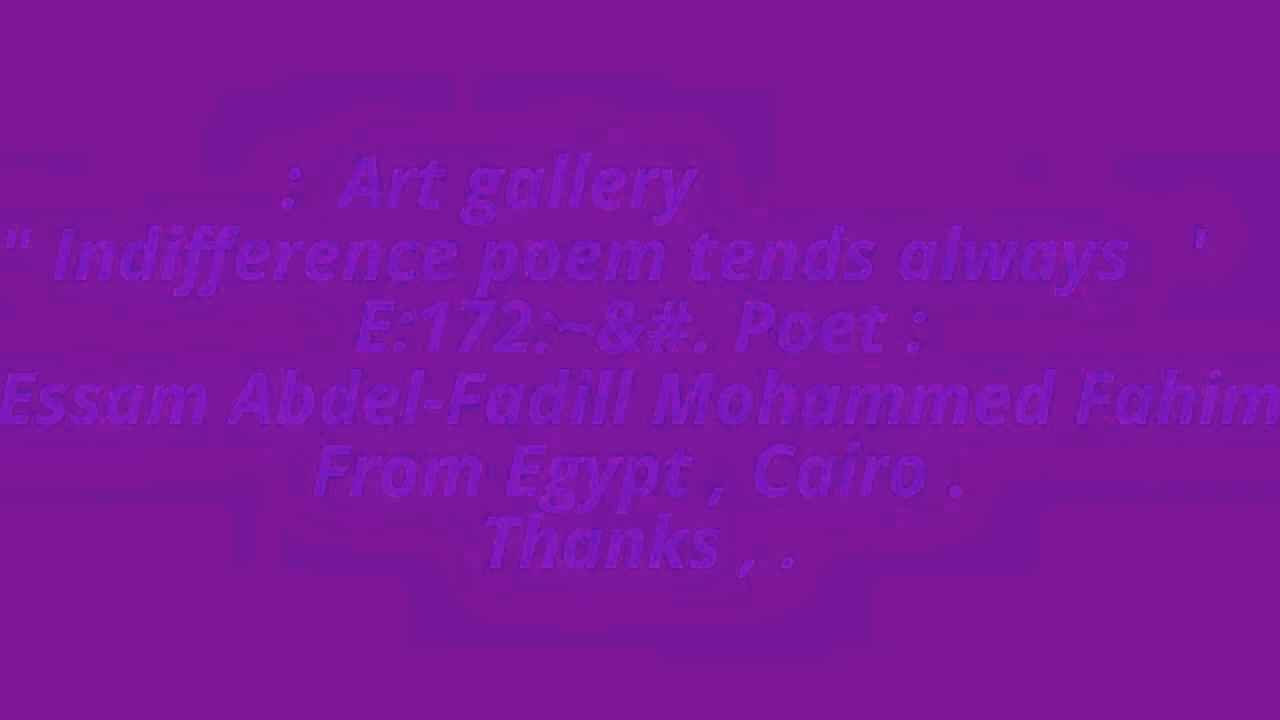 : Art gallery
" Indifference poem tends always '
E:172:~&#. Poet :
Essam Abdel-Fadill Mohammed Fahim
From Egypt , Cairo .
Thanks , .